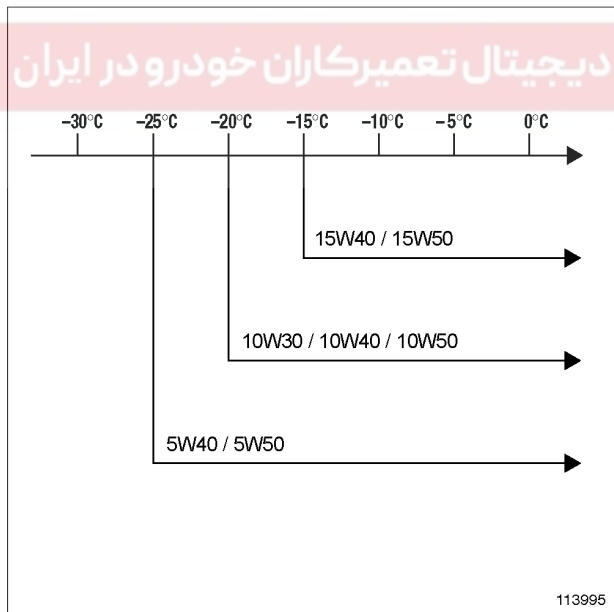 دیجیتال تعمیرکاران خودرو در ایران
–30°C –25°C –20°C –15°C –10°C –5°C 0°C
15W40 / 15W50
10W30 / 10W40 / 10W50
5W40 / 5W50
113995